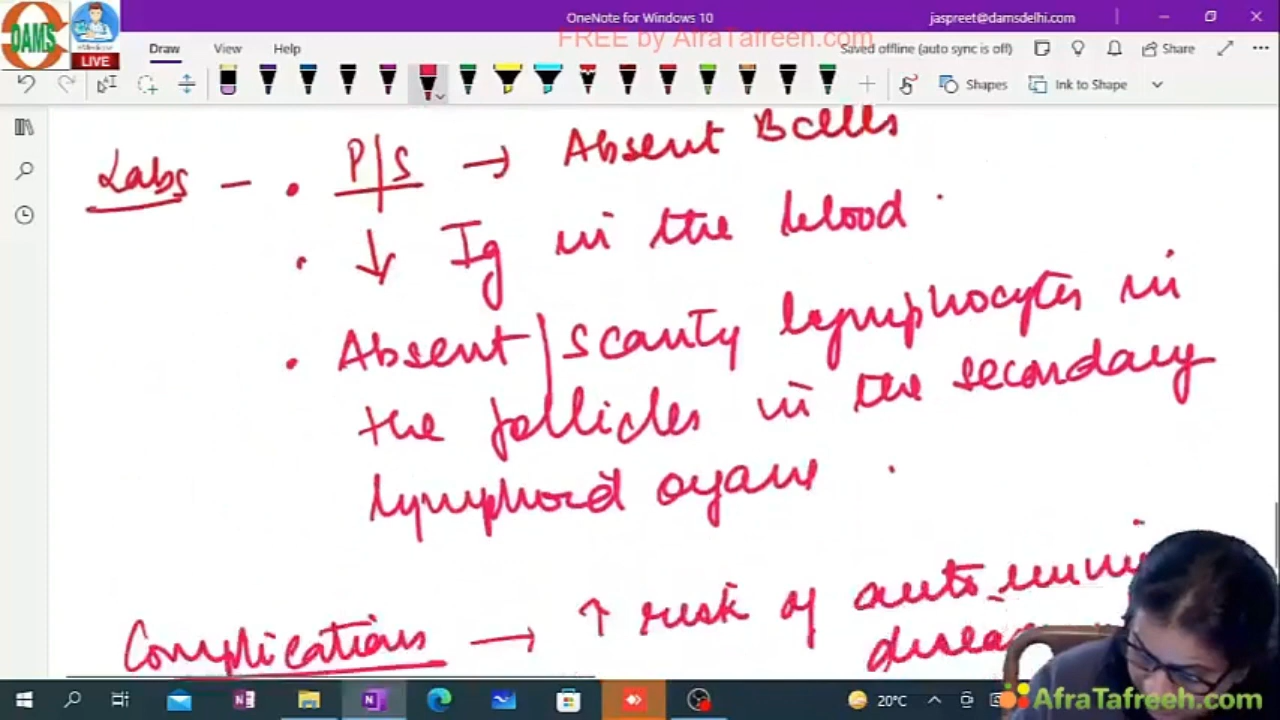 OneNote for Windows 10
jaspreet@damsdelhi.com
FREE by AfraTafreeh.com
DAMS
eMedicoz
LIVE
Draw View Help
Saved offline (auto sync is off)
Share
Shapes
Ink to Shape
Labs - • P/S → Absent B cells
• ↓ Ig in the blood.
• Absent/scanty lymphocytes in
the follicles in the secondary
lymphoid organs.
Complications → ↑ risk of
20°C
AfraTafreeh.com